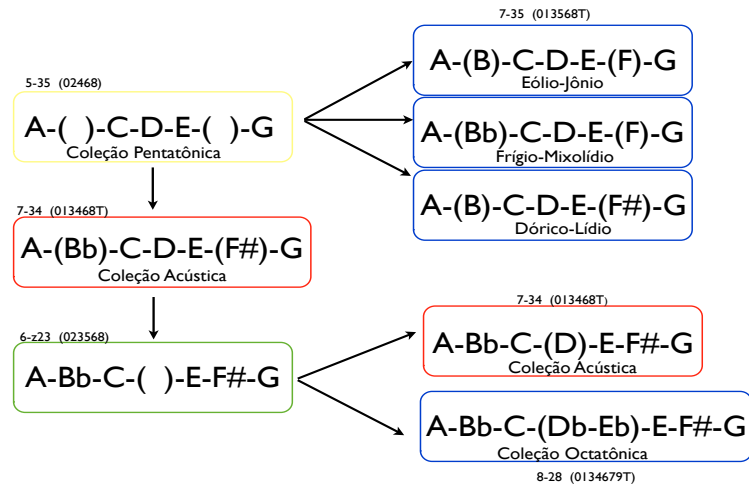 7-35 (013568T)
A-(B)-C-D-E-(F)-G
Eólio-Jônio
5-35 (02468)
A-( )-C-D-E-( )-G
Coleção Pentatônica
A-(Bb)-C-D-E-(F)-G
Frígio-Mixolídio
A-(B)-C-D-E-(F#)-G
Dórico-Lídio
7-34 (013468T)
A-(Bb)-C-D-E-(F#)-G
Coleção Acústica
6-z23 (023568)
A-Bb-C-( )-E-F#-G
7-34 (013468T)
A-Bb-C-(D)-E-F#-G
Coleção Acústica
A-Bb-C-(Db-Eb)-E-F#-G
Coleção Octatônica
8-28 (0134679T)